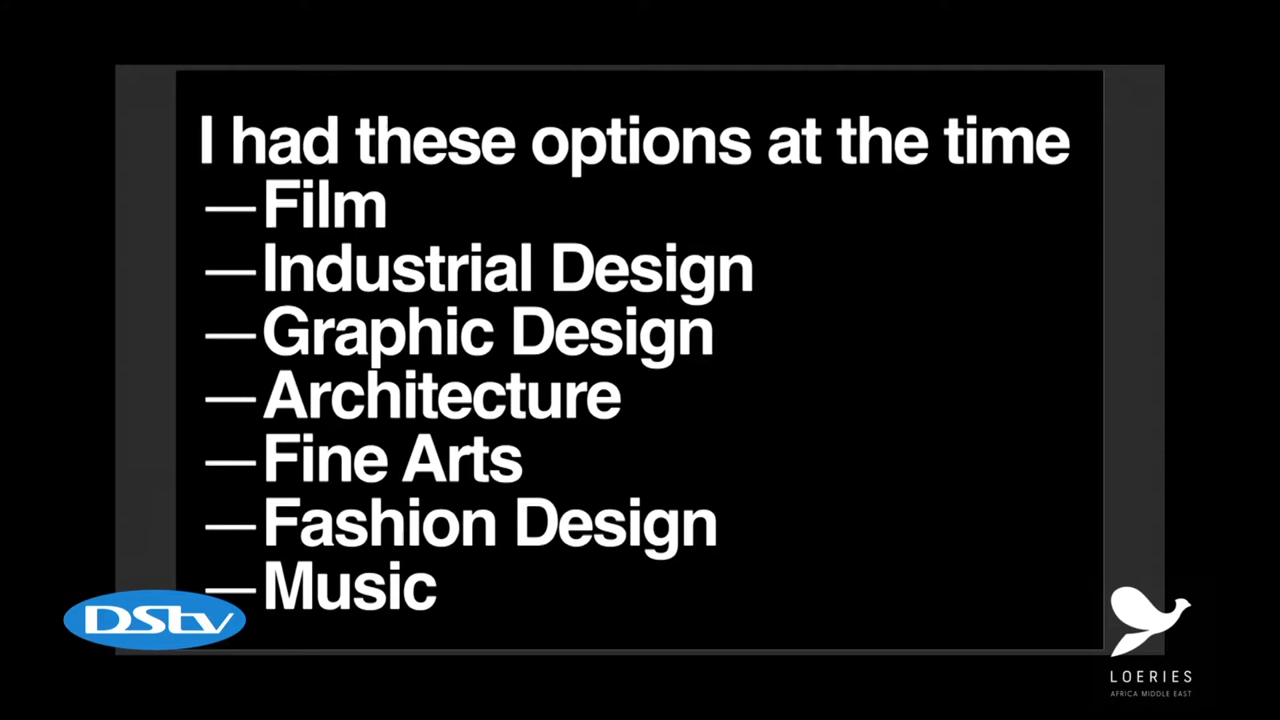 I had these options at the time
—Film
—Industrial Design
—Graphic Design
—Architecture
—Fine Arts
—Fashion Design
—Music
DStv
LOERIES
AFRICA MIDDLE EAST